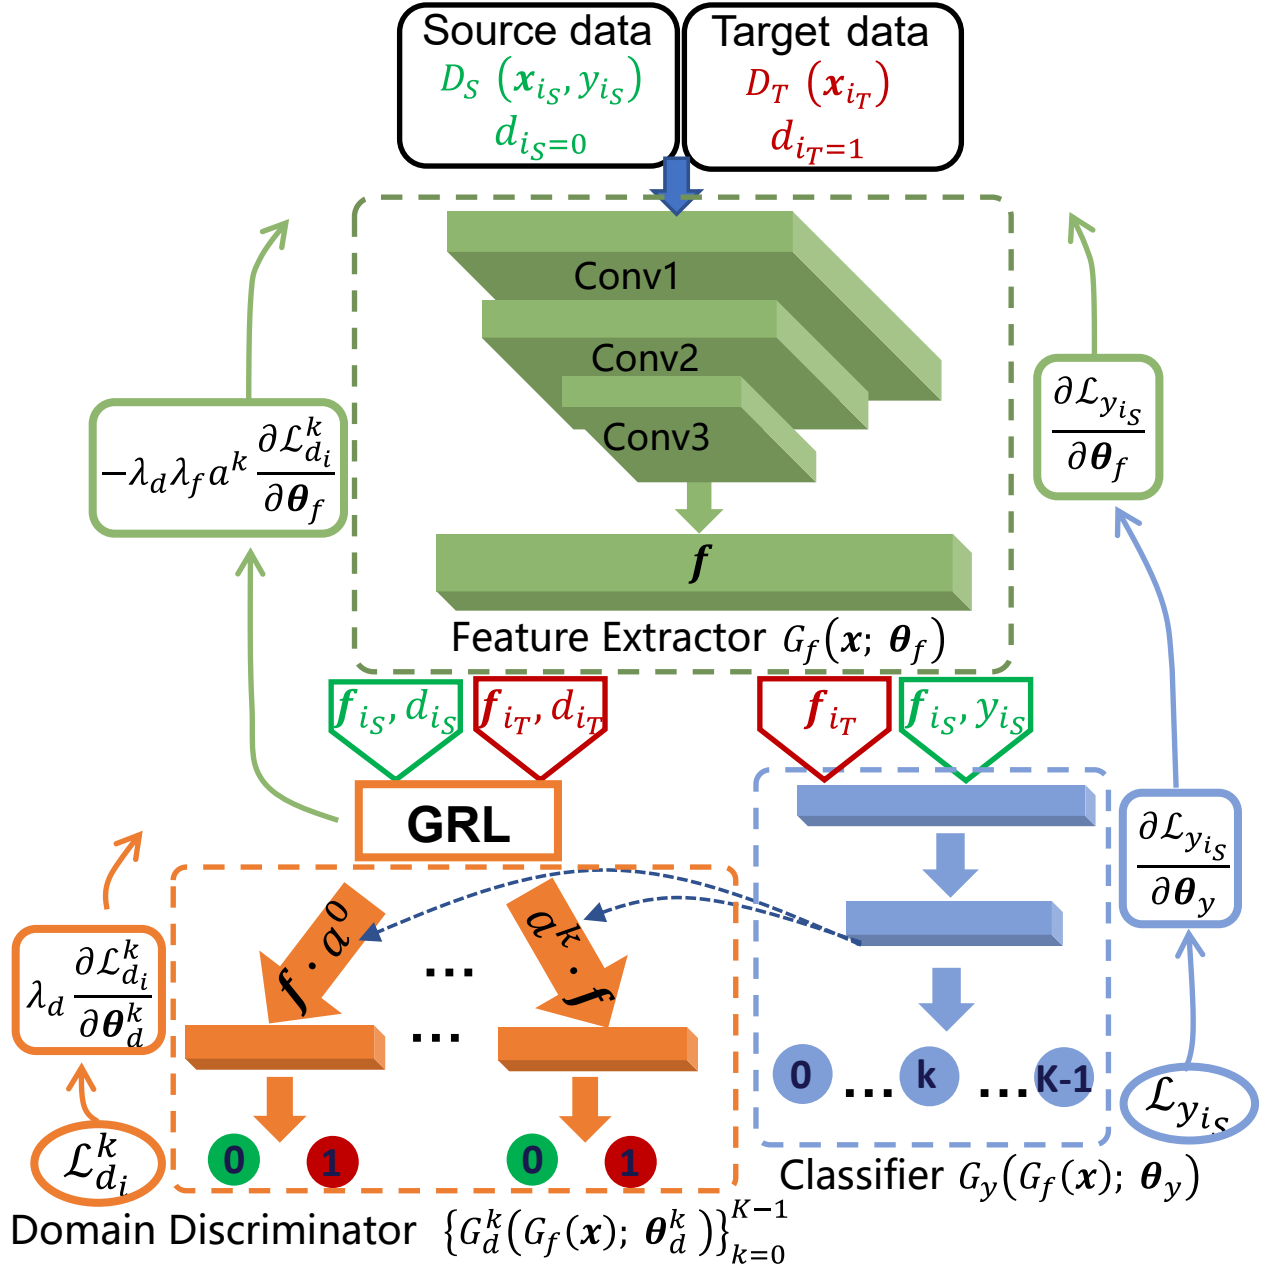 Source data
D_S (x_{i_S}, y_{i_S})
d_{i_S=0}
Target data
D_T (x_{i_T})
d_{i_T=1}
Conv1
Conv2
Conv3
f
Feature Extractor G_f(x; θ_f)
−λ_d λ_f a^k ∂ℒ^k_{d_i} / ∂θ_f
∂ℒ_{y_{i_S}} / ∂θ_f
f_{i_S}, d_{i_S}
f_{i_T}, d_{i_T}
f_{i_T}
f_{i_S}, y_{i_S}
GRL
f · a^0
a^k · f
...
...
λ_d ∂ℒ^k_{d_i} / ∂θ^k_d
∂ℒ_{y_{i_S}} / ∂θ_y
0 ... k ... K-1
ℒ^k_{d_i}
0 1
0 1
ℒ_{y_{i_S}}
Classifier G_y(G_f(x); θ_y)
Domain Discriminator {G^k_d(G_f(x); θ^k_d)}^{K−1}_{k=0}